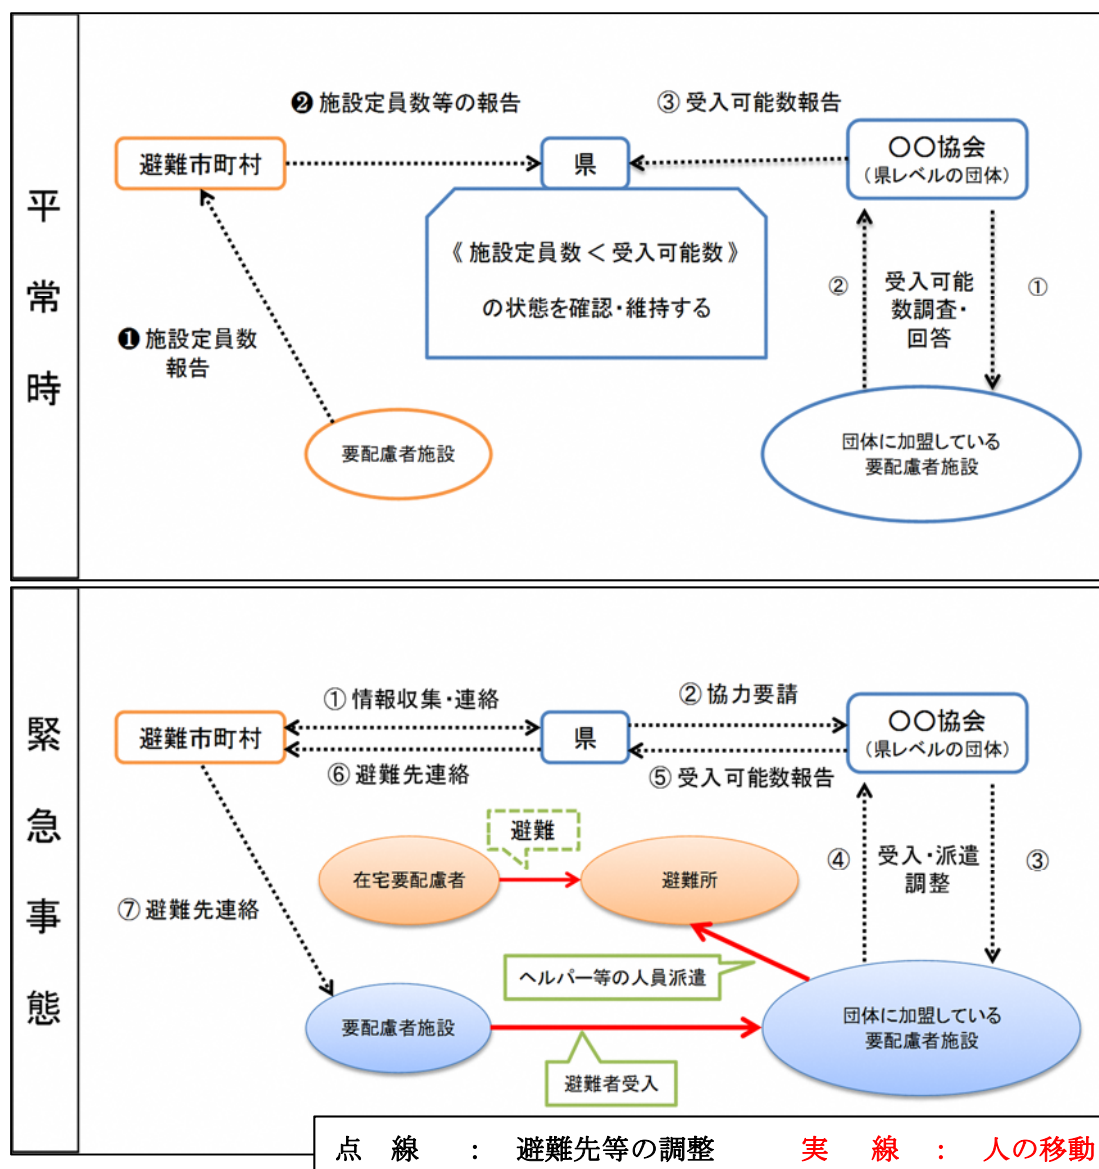 平常時
❷ 施設定員数等の報告
③ 受入可能数報告
避難市町村
県
〇〇協会
（県レベルの団体）
《 施設定員数 < 受入可能数 》
の状態を確認・維持する
②
受入可能
数調査・
回答
①
❶ 施設定員数
報告
要配慮者施設
団体に加盟している
要配慮者施設
緊急事態
① 情報収集・連絡
② 協力要請
避難市町村
県
〇〇協会
（県レベルの団体）
⑥ 避難先連絡
⑤ 受入可能数報告
避難
在宅要配慮者
避難所
④
受入・派遣
調整
③
⑦ 避難先連絡
ヘルパー等の人員派遣
要配慮者施設
団体に加盟している
要配慮者施設
避難者受入
点 線 ： 避難先等の調整 実 線 ： 人の移動